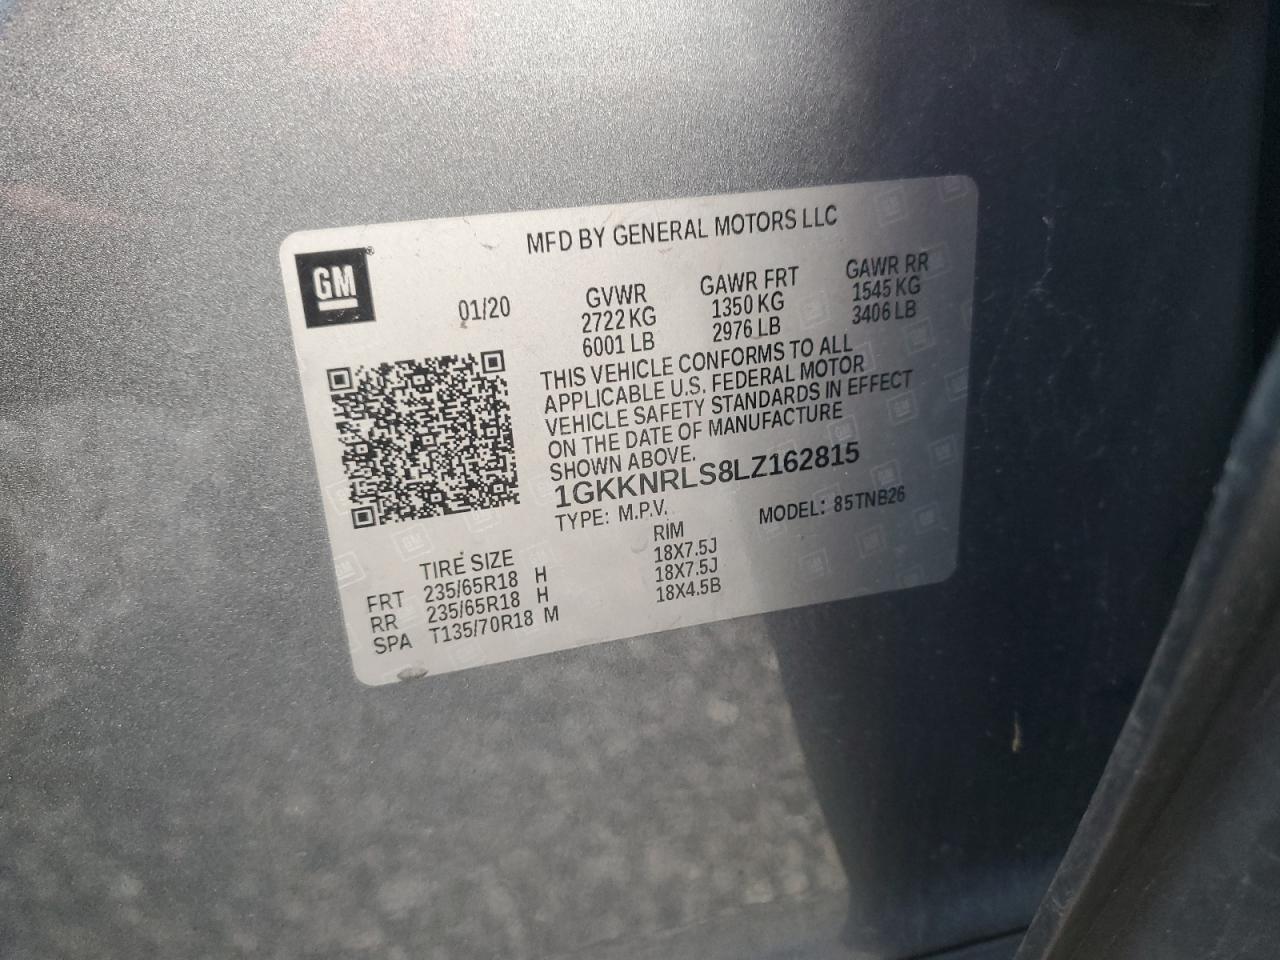 GM
MFD BY GENERAL MOTORS LLC
01/20
GVWR
2722 KG
6001 LB
GAWR FRT
1350 KG
2976 LB
GAWR RR
1545 KG
3406 LB
THIS VEHICLE CONFORMS TO ALL
APPLICABLE U.S. FEDERAL MOTOR
VEHICLE SAFETY STANDARDS IN EFFECT
ON THE DATE OF MANUFACTURE
SHOWN ABOVE.
1GKKNRLS8LZ162815
TYPE: M.P.V. MODEL: 85TNB26
TIRE SIZE RIM
FRT 235/65R18 H 18X7.5J
RR 235/65R18 H 18X7.5J
SPA T135/70R18 M 18X4.5B